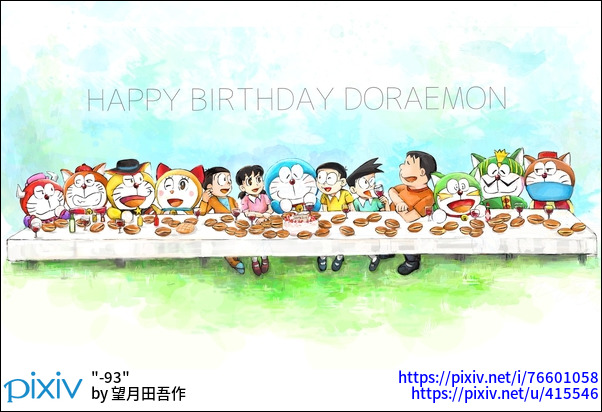 HAPPY BIRTHDAY DORAEMON
pixiv
"-93"
by 望月田吾作
https://pixiv.net/i/76601058
https://pixiv.net/u/415546